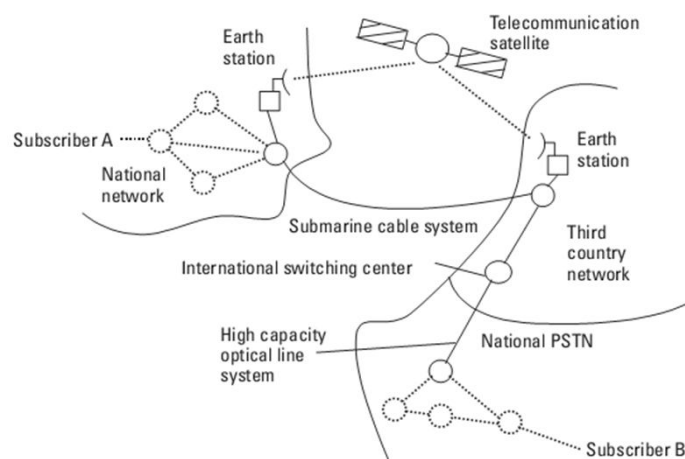 Telecommunication
satellite
Earth
station
Subscriber A
National
network
Earth
station
Submarine cable system
Third
country
network
International switching center
High capacity
optical line
system
National PSTN
Subscriber B